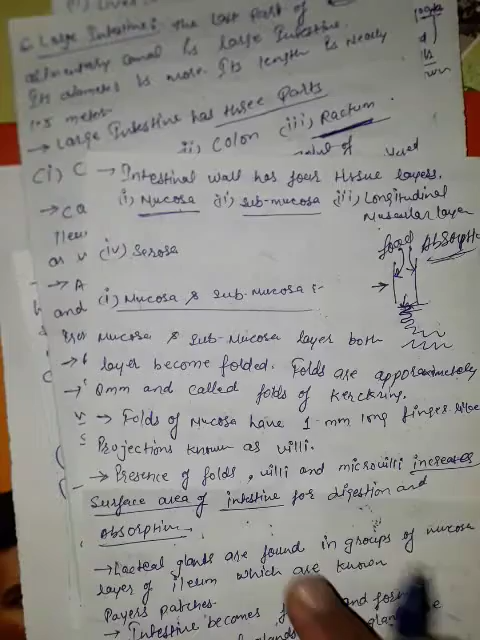 6. Large Intestine: The last part of
alimentary canal is large Intestine.
Its diameter is more. Its length is nearly
1.5 meter.
→ Large Intestine has three Parts
ii) Colon (iii) Rectum
(i) C
→ Intestinal wall has four tissue layers.
(i) Mucosa (ii) sub-mucosa (iii) Longitudinal
Muscular layer
(iv) Serosa
food Absorpt
(i) Mucosa & Sub-Mucosa :-
Mucosa & Sub-Mucosa layer both
layer become folded. Folds are
8mm and called folds of Kerckring.
→ Folds of Mucosa have 1-mm long finger-like
Projections known as villi.
→ Presence of folds, villi and microvilli increases
Surface area of intestine for digestion and
Absorption.
→ Lacteal glands are found in groups of mucosa
layer of ileum which are known
Payers patches.
→ Intestine becomes and